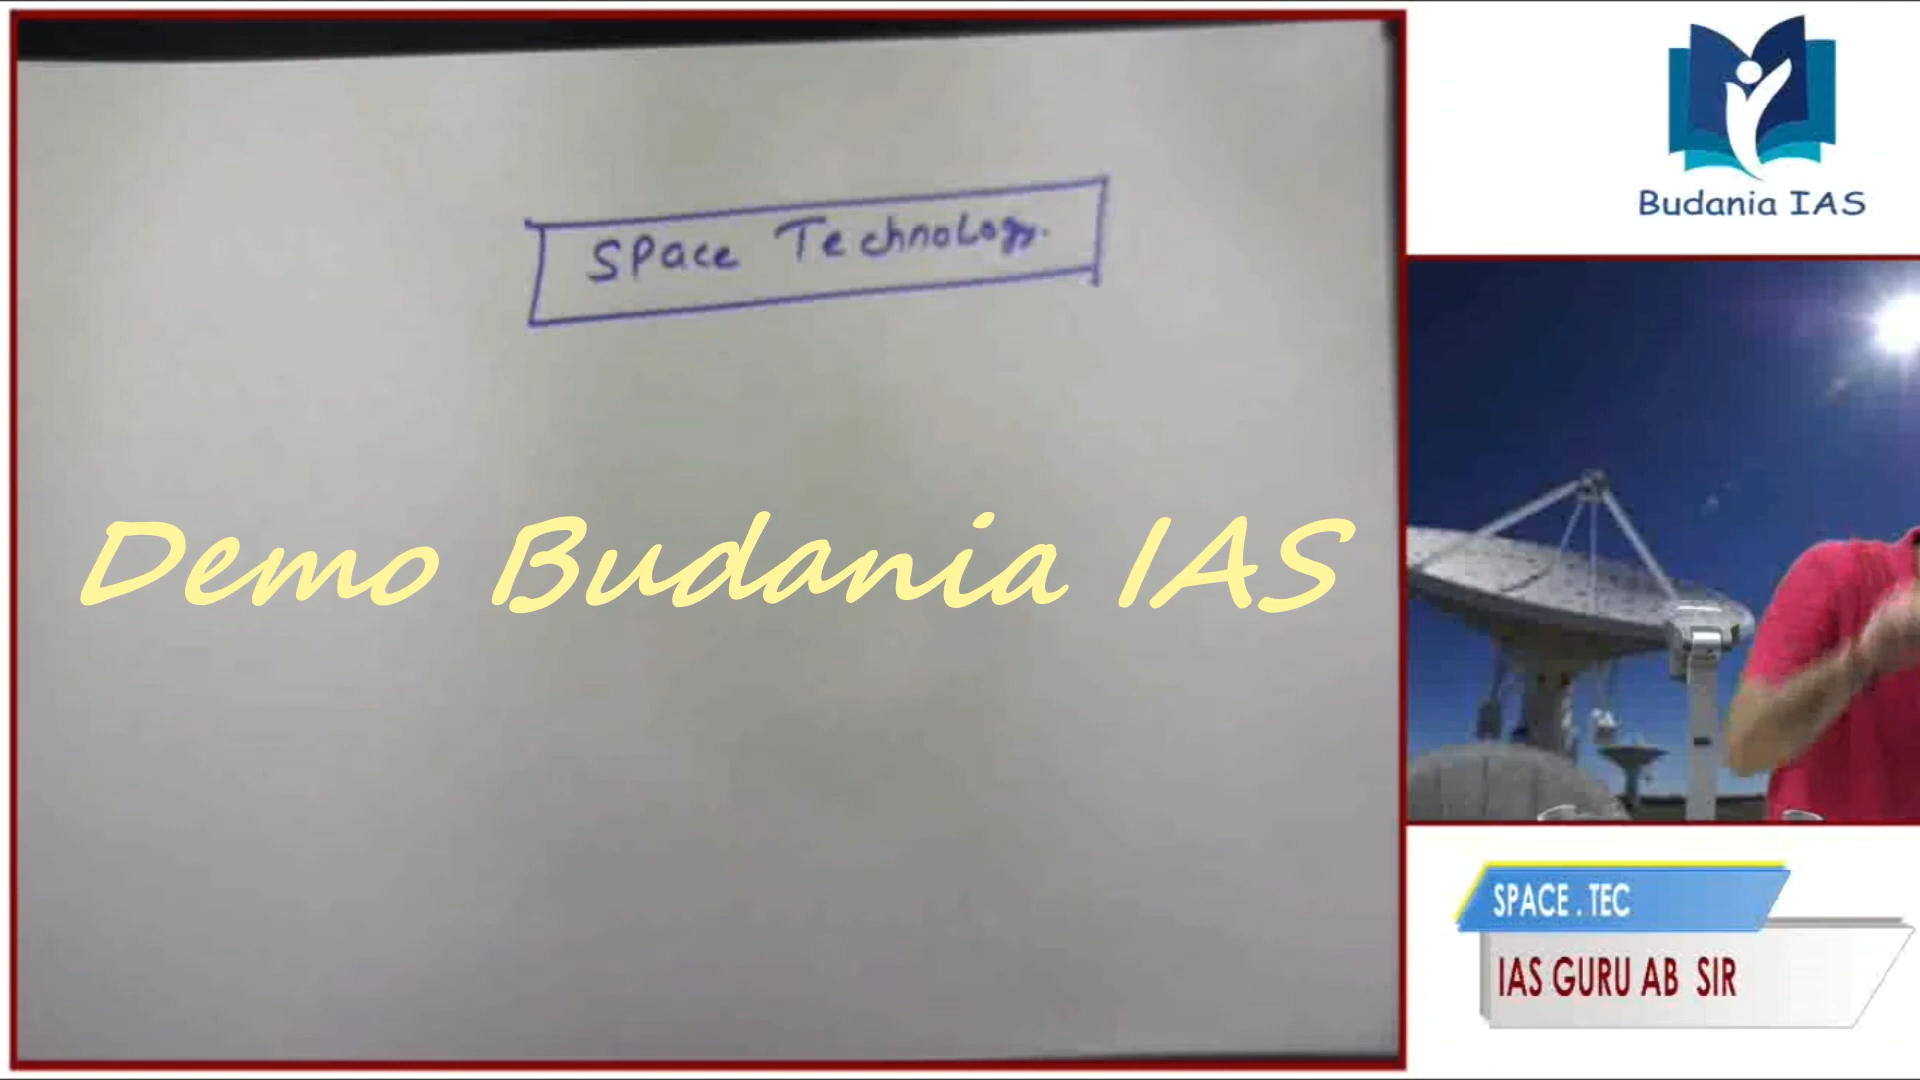 SPace Technology.
Demo Budania IAS
Budania IAS
SPACE . TEC
IAS GURU AB SIR